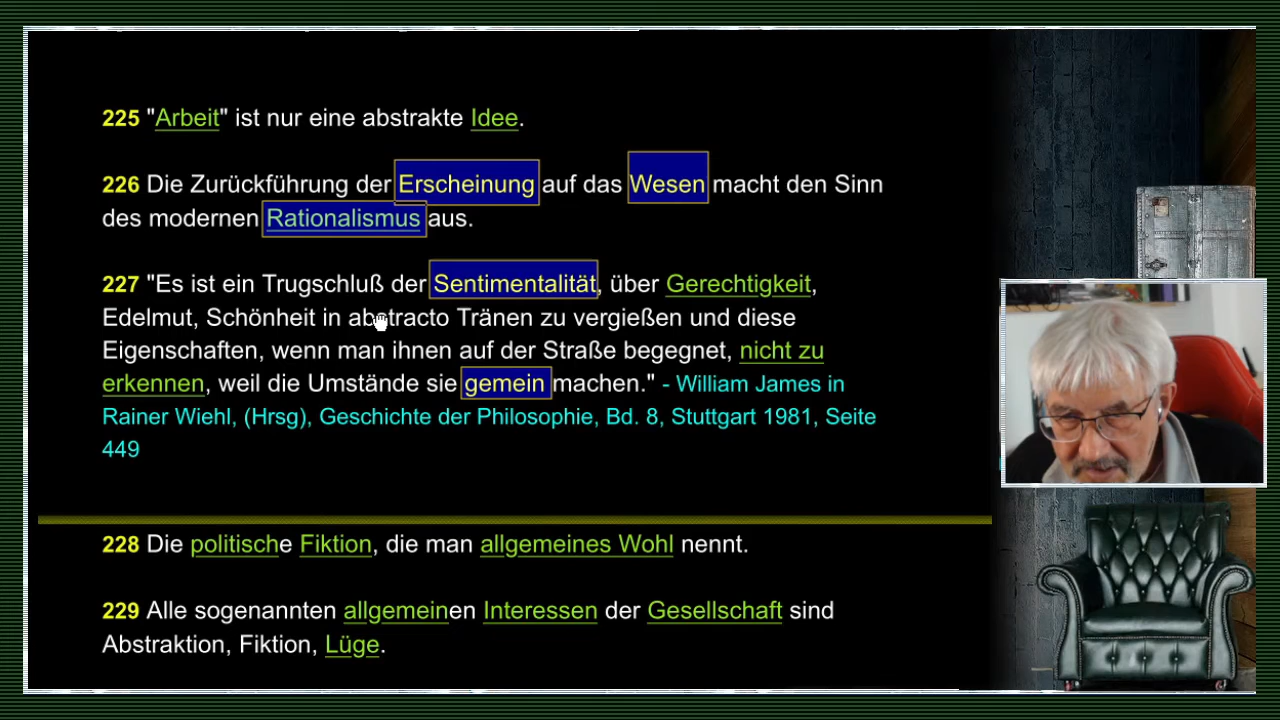 225 "Arbeit" ist nur eine abstrakte Idee.
226 Die Zurückführung der Erscheinung auf das Wesen macht den Sinn
des modernen Rationalismus aus.
227 "Es ist ein Trugschluß der Sentimentalität, über Gerechtigkeit,
Edelmut, Schönheit in abstracto Tränen zu vergießen und diese
Eigenschaften, wenn man ihnen auf der Straße begegnet, nicht zu
erkennen, weil die Umstände sie gemein machen." - William James in
Rainer Wiehl, (Hrsg), Geschichte der Philosophie, Bd. 8, Stuttgart 1981, Seite
449
228 Die politische Fiktion, die man allgemeines Wohl nennt.
229 Alle sogenannten allgemeinen Interessen der Gesellschaft sind
Abstraktion, Fiktion, Lüge.